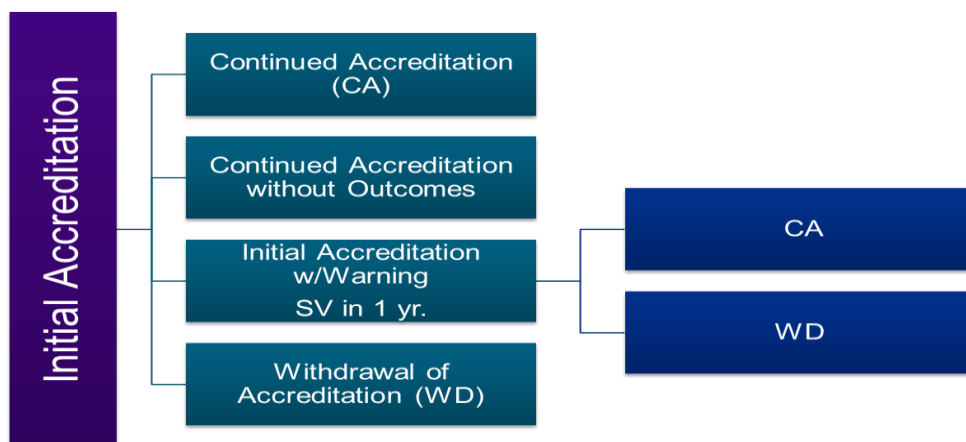 Initial Accreditation
Continued Accreditation
(CA)
Continued Accreditation
without Outcomes
Initial Accreditation
w/Warning
SV in 1 yr.
Withdrawal of
Accreditation (WD)
CA
WD